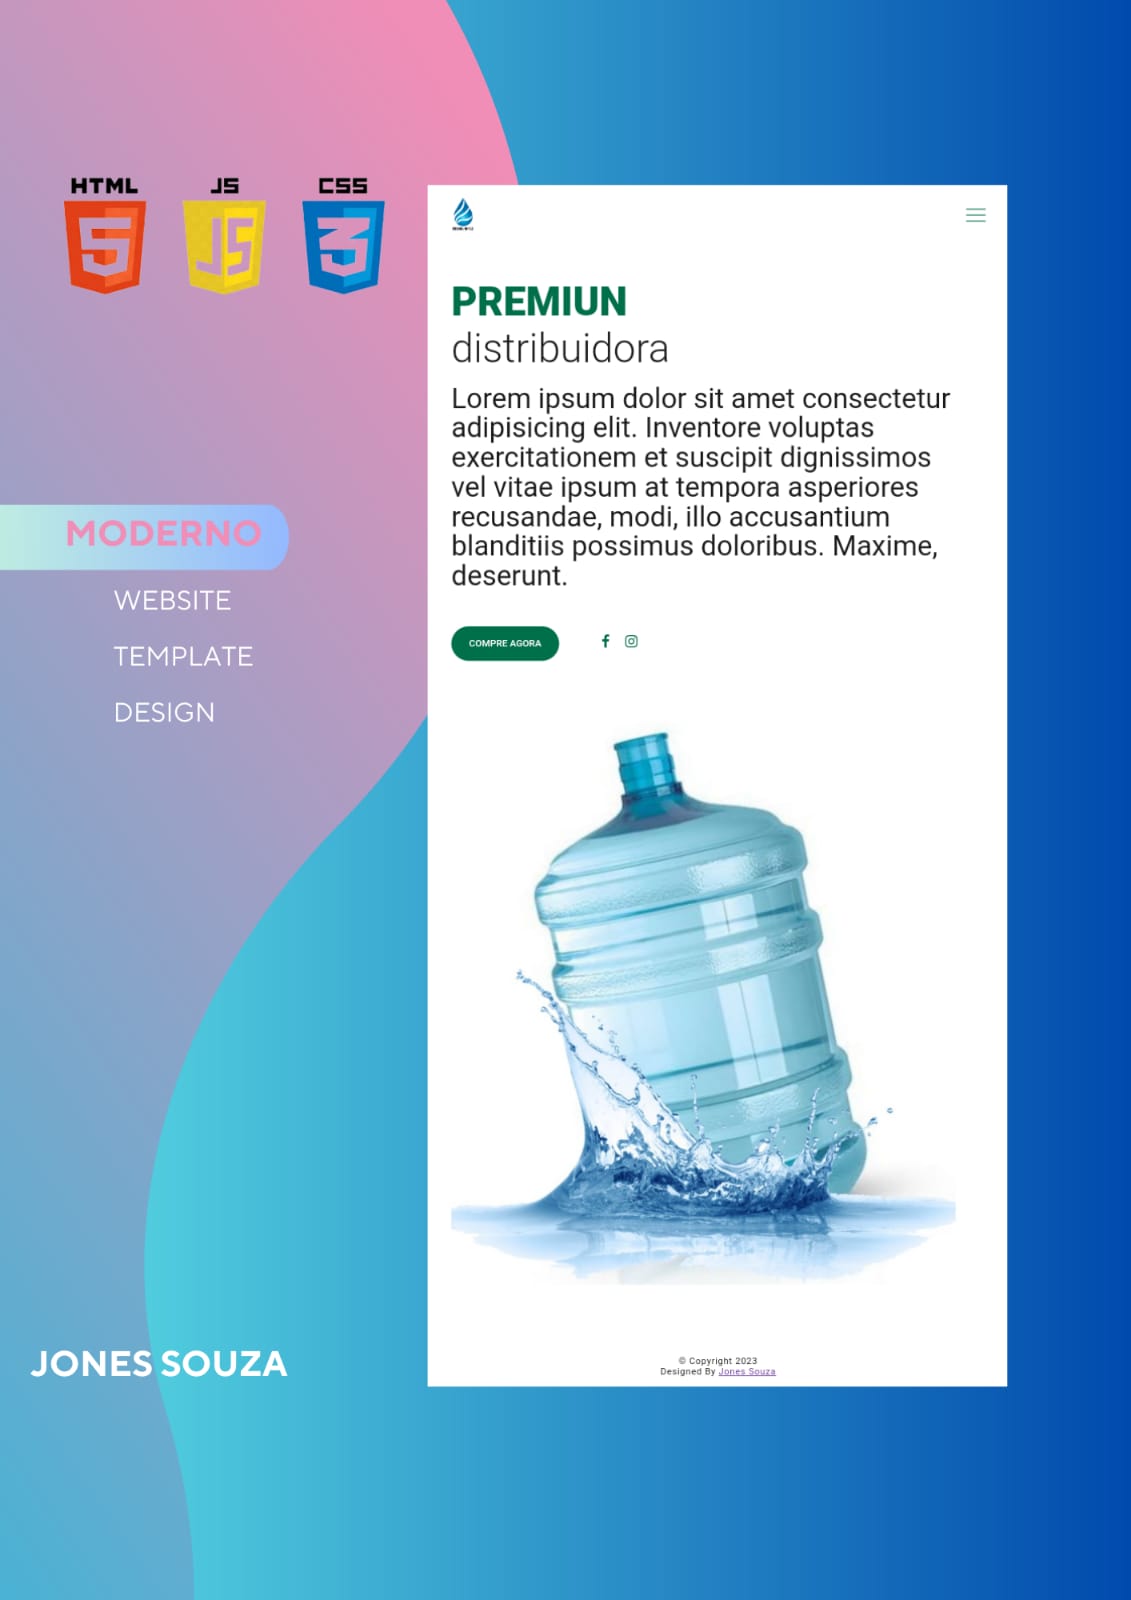 HTML JS CSS
5 JS 3
PREMIUN
distribuidora
Lorem ipsum dolor sit amet consectetur
adipisicing elit. Inventore voluptas
exercitationem et suscipit dignissimos
vel vitae ipsum at tempora asperiores
recusandae, modi, illo accusantium
blanditiis possimus doloribus. Maxime,
deserunt.
COMPRE AGORA
MODERNO
WEBSITE
TEMPLATE
DESIGN
JONES SOUZA
© Copyright 2023
Designed By Jones Souza